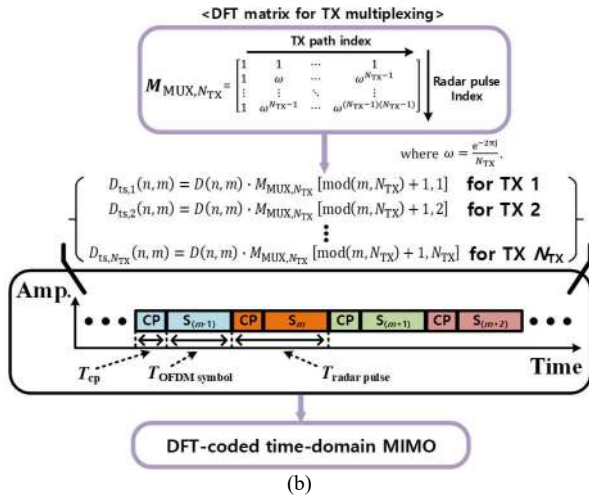 <DFT matrix for TX multiplexing>
TX path index
M_MUX,N_TX = [1 1 ⋯ 1
1 ω ⋯ ω^(N_TX−1)
⋮ ⋮ ⋱ ⋮
1 ω^(N_TX−1) ⋯ ω^((N_TX−1)(N_TX−1))]
Radar pulse
Index
where ω = e^(−2πj)/N_TX.
D_ts,1(n, m) = D(n, m) · M_MUX,N_TX [mod(m, N_TX) + 1, 1] for TX 1
D_ts,2(n, m) = D(n, m) · M_MUX,N_TX [mod(m, N_TX) + 1, 2] for TX 2
⋮
D_ts,N_TX(n, m) = D(n, m) · M_MUX,N_TX [mod(m, N_TX) + 1, N_TX] for TX N_TX
Amp.
••• CP S_(m-1) CP S_m CP S_(m+1) CP S_(m+2) •••
T_cp T_OFDM symbol T_radar pulse Time
DFT-coded time-domain MIMO
(b)